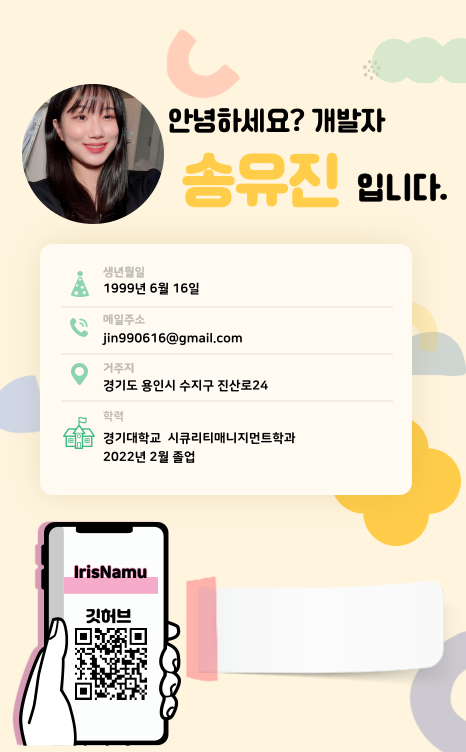 안녕하세요? 개발자
송유진 입니다.
생년월일
1999년 6월 16일
메일주소
jin990616@gmail.com
거주지
경기도 용인시 수지구 진산로24
학력
경기대학교 시큐리티매니지먼트학과
2022년 2월 졸업
IrisNamu
깃허브